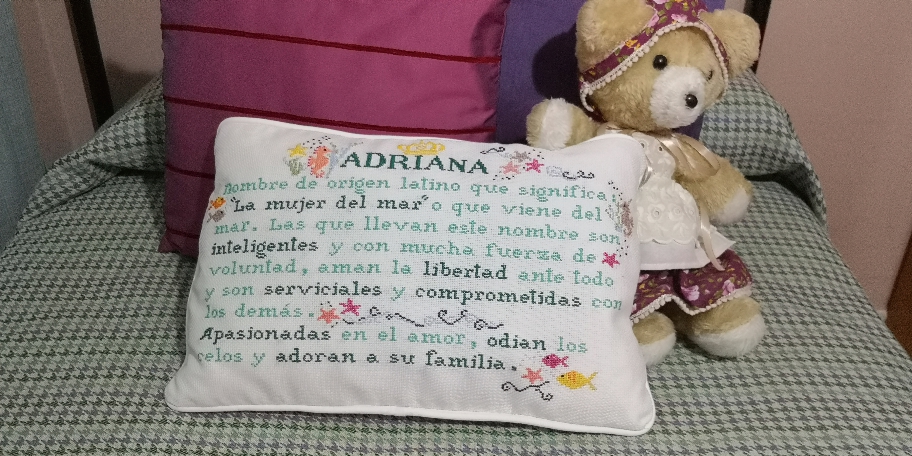 ADRIANA
nombre de origen latino que significa
"La mujer del mar" o que viene del
mar. Las que llevan este nombre son
inteligentes y con mucha fuerza de
voluntad, aman la libertad ante todo
y son serviciales y comprometidas con
los demás.
Apasionadas en el amor, odian los
celos y adoran a su familia.